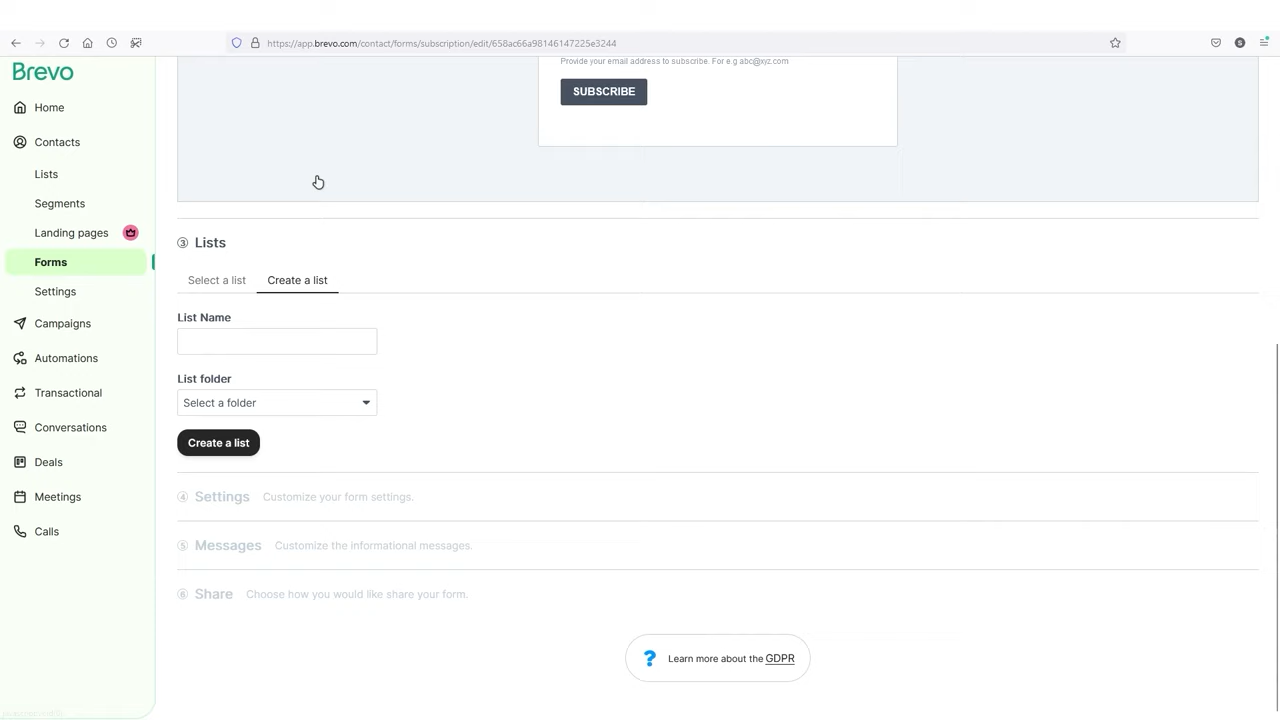 https://app.brevo.com/contact/forms/subscription/edit/658ac66a98146147225e3244
Brevo
Home
Contacts
Lists
Segments
Landing pages
Forms
Settings
Campaigns
Automations
Transactional
Conversations
Deals
Meetings
Calls
Provide your email address to subscribe. For e.g abc@xyz.com
SUBSCRIBE
3 Lists
Select a list
Create a list
List Name
List folder
Select a folder
Create a list
4 Settings Customize your form settings.
5 Messages Customize the informational messages.
6 Share Choose how you would like share your form.
? Learn more about the GDPR